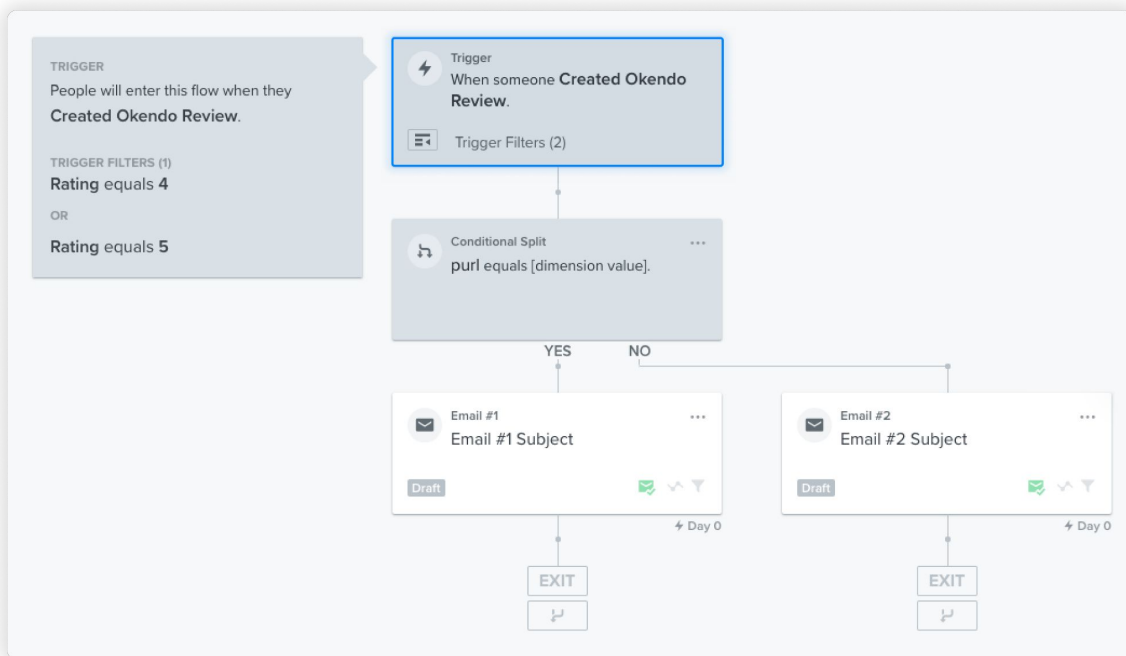 TRIGGER
People will enter this flow when they
Created Okendo Review.
TRIGGER FILTERS (1)
Rating equals 4
OR
Rating equals 5
Trigger
When someone Created Okendo
Review.
Trigger Filters (2)
Conditional Split
purl equals [dimension value].
YES
NO
Email #1
Email #1 Subject
Draft
Day 0
EXIT
Email #2
Email #2 Subject
Draft
Day 0
EXIT